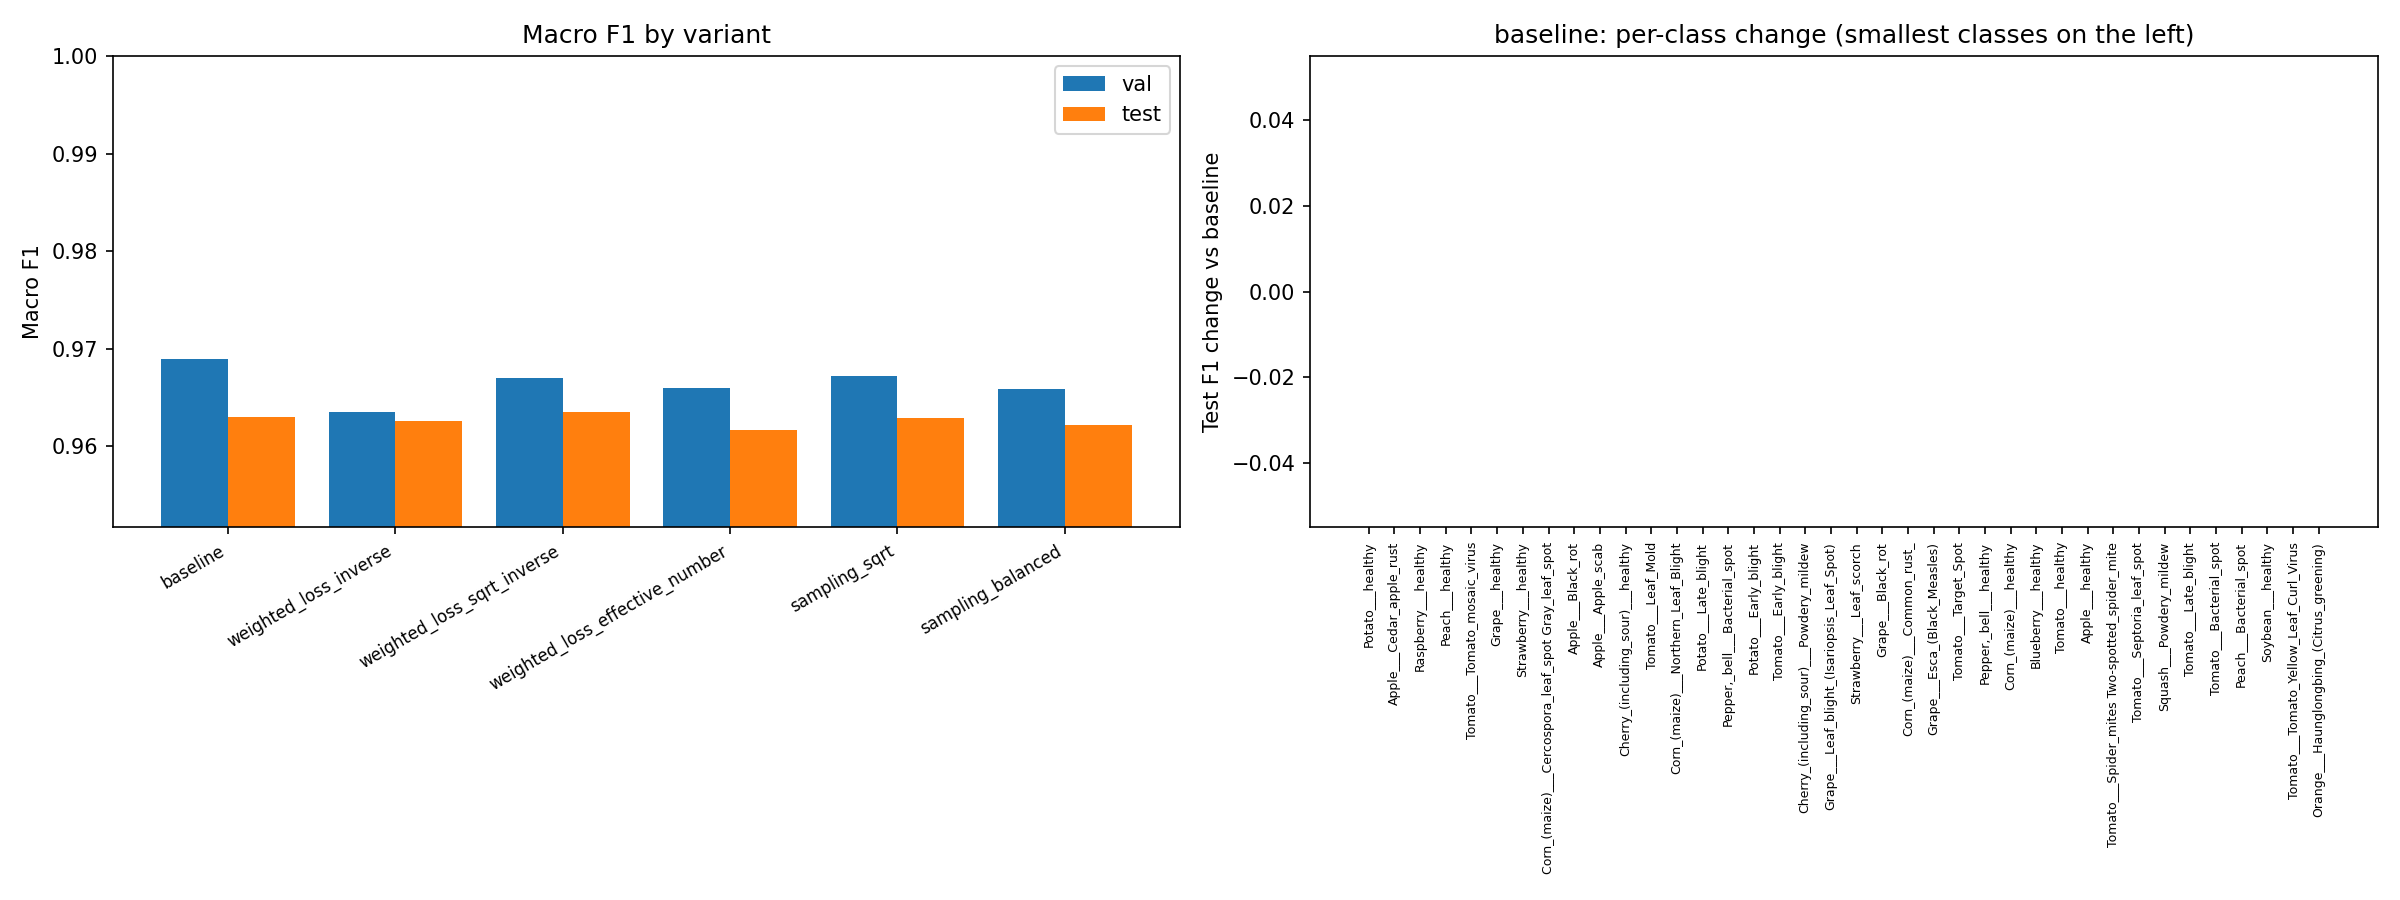 Macro F1 by variant
Macro F1
1.00
0.99
0.98
0.97
0.96
val
test
baseline
weighted_loss_inverse
weighted_loss_sqrt_inverse
weighted_loss_effective_number
sampling_sqrt
sampling_balanced
baseline: per-class change (smallest classes on the left)
Test F1 change vs baseline
0.04
0.02
0.00
−0.02
−0.04
Potato___healthy
Apple___Cedar_apple_rust
Raspberry___healthy
Peach___healthy
Tomato___Tomato_mosaic_virus
Grape___healthy
Strawberry___healthy
Corn_(maize)___Cercospora_leaf_spot Gray_leaf_spot
Apple___Black_rot
Apple___Apple_scab
Cherry_(including_sour)___healthy
Tomato___Leaf_Mold
Corn_(maize)___Northern_Leaf_Blight
Potato___Late_blight
Pepper,_bell___Bacterial_spot
Potato___Early_blight
Tomato___Early_blight
Cherry_(including_sour)___Powdery_mildew
Grape___Leaf_blight_(Isariopsis_Leaf_Spot)
Strawberry___Leaf_scorch
Grape___Black_rot
Corn_(maize)___Common_rust_
Grape___Esca_(Black_Measles)
Tomato___Target_Spot
Pepper,_bell___healthy
Corn_(maize)___healthy
Blueberry___healthy
Tomato___healthy
Apple___healthy
Tomato___Spider_mites Two-spotted_spider_mite
Tomato___Septoria_leaf_spot
Squash___Powdery_mildew
Tomato___Late_blight
Tomato___Bacterial_spot
Peach___Bacterial_spot
Soybean___healthy
Tomato___Tomato_Yellow_Leaf_Curl_Virus
Orange___Haunglongbing_(Citrus_greening)